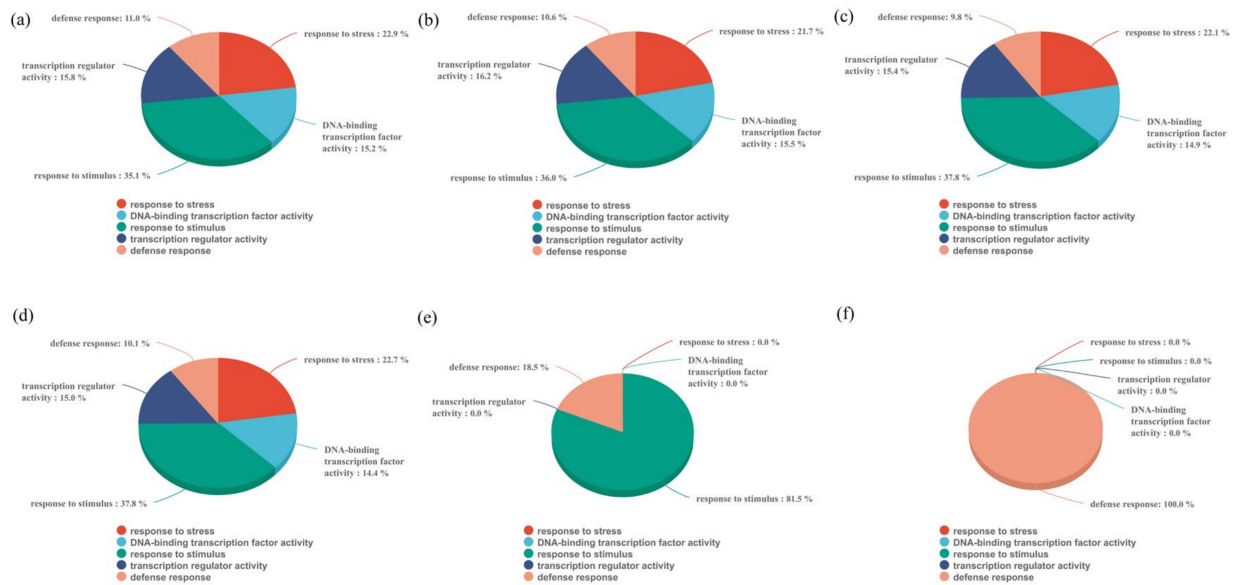 (a)
defense response: 11.0 %
response to stress : 22.9 %
transcription regulator
activity : 15.8 %
DNA-binding
transcription factor
activity : 15.2 %
response to stimulus : 35.1 %
response to stress
DNA-binding transcription factor activity
response to stimulus
transcription regulator activity
defense response
(b)
defense response: 10.6 %
response to stress : 21.7 %
transcription regulator
activity : 16.2 %
DNA-binding
transcription factor
activity : 15.5 %
response to stimulus : 36.0 %
response to stress
DNA-binding transcription factor activity
response to stimulus
transcription regulator activity
defense response
(c)
defense response: 9.8 %
response to stress : 22.1 %
transcription regulator
activity : 15.4 %
DNA-binding
transcription factor
activity : 14.9 %
response to stimulus : 37.8 %
response to stress
DNA-binding transcription factor activity
response to stimulus
transcription regulator activity
defense response
(d)
defense response: 10.1 %
response to stress : 22.7 %
transcription regulator
activity : 15.0 %
DNA-binding
transcription factor
activity : 14.4 %
response to stimulus : 37.8 %
response to stress
DNA-binding transcription factor activity
response to stimulus
transcription regulator activity
defense response
(e)
response to stress : 0.0 %
DNA-binding
transcription factor
activity : 0.0 %
defense response: 18.5 %
transcription regulator
activity : 0.0 %
response to stimulus : 81.5 %
response to stress
DNA-binding transcription factor activity
response to stimulus
transcription regulator activity
defense response
(f)
response to stress : 0.0 %
response to stimulus : 0.0 %
transcription regulator
activity : 0.0 %
DNA-binding
transcription factor
activity : 0.0 %
defense response: 100.0 %
response to stress
DNA-binding transcription factor activity
response to stimulus
transcription regulator activity
defense response